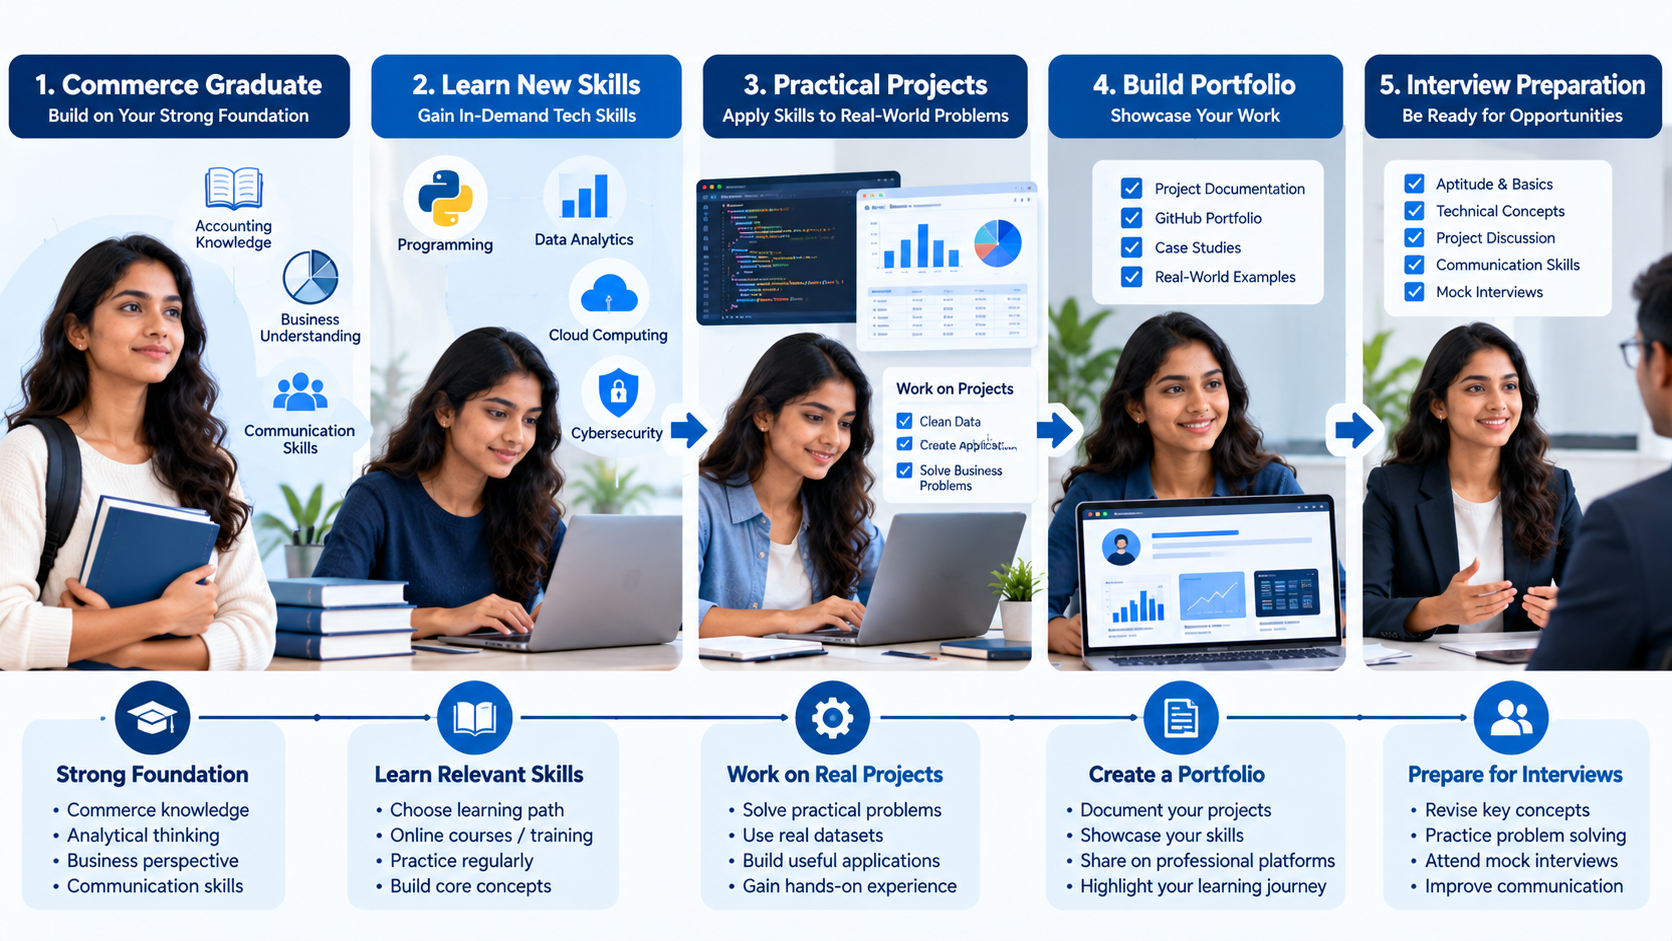 1. Commerce Graduate
Build on Your Strong Foundation
Accounting
Knowledge
Business
Understanding
Communication
Skills
2. Learn New Skills
Gain In-Demand Tech Skills
Programming
Data Analytics
Cloud Computing
Cybersecurity
3. Practical Projects
Apply Skills to Real-World Problems
Work on Projects
Clean Data
Create Application
Solve Business
Problems
4. Build Portfolio
Showcase Your Work
Project Documentation
GitHub Portfolio
Case Studies
Real-World Examples
5. Interview Preparation
Be Ready for Opportunities
Aptitude & Basics
Technical Concepts
Project Discussion
Communication Skills
Mock Interviews
Strong Foundation
• Commerce knowledge
• Analytical thinking
• Business perspective
• Communication skills
Learn Relevant Skills
• Choose learning path
• Online courses / training
• Practice regularly
• Build core concepts
Work on Real Projects
• Solve practical problems
• Use real datasets
• Build useful applications
• Gain hands-on experience
Create a Portfolio
• Document your projects
• Showcase your skills
• Share on professional platforms
• Highlight your learning journey
Prepare for Interviews
• Revise key concepts
• Practice problem solving
• Attend mock interviews
• Improve communication